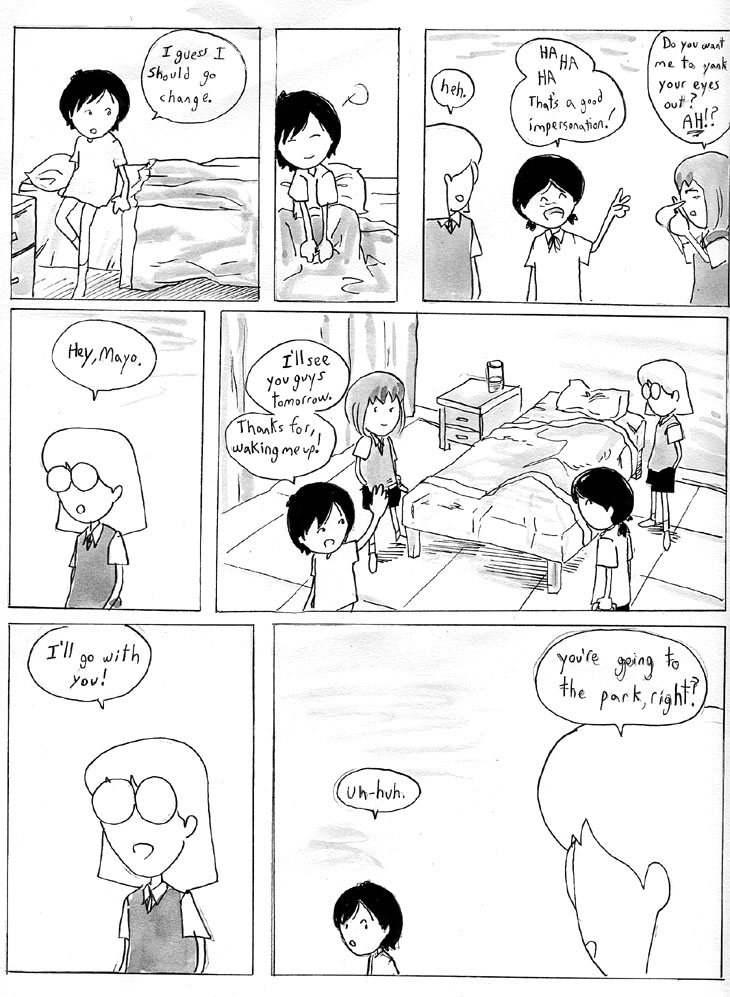 I guess I
should go
change.
heh.
HA
HA
HA
That's a good
impersonation!
Do you want
me to yank
your eyes
out?
AH!?
Hey, Mayo.
I'll see
you guys
tomorrow.
Thanks for,
waking me up!
I'll go with
you!
you're going to
the park, right?
uh-huh.